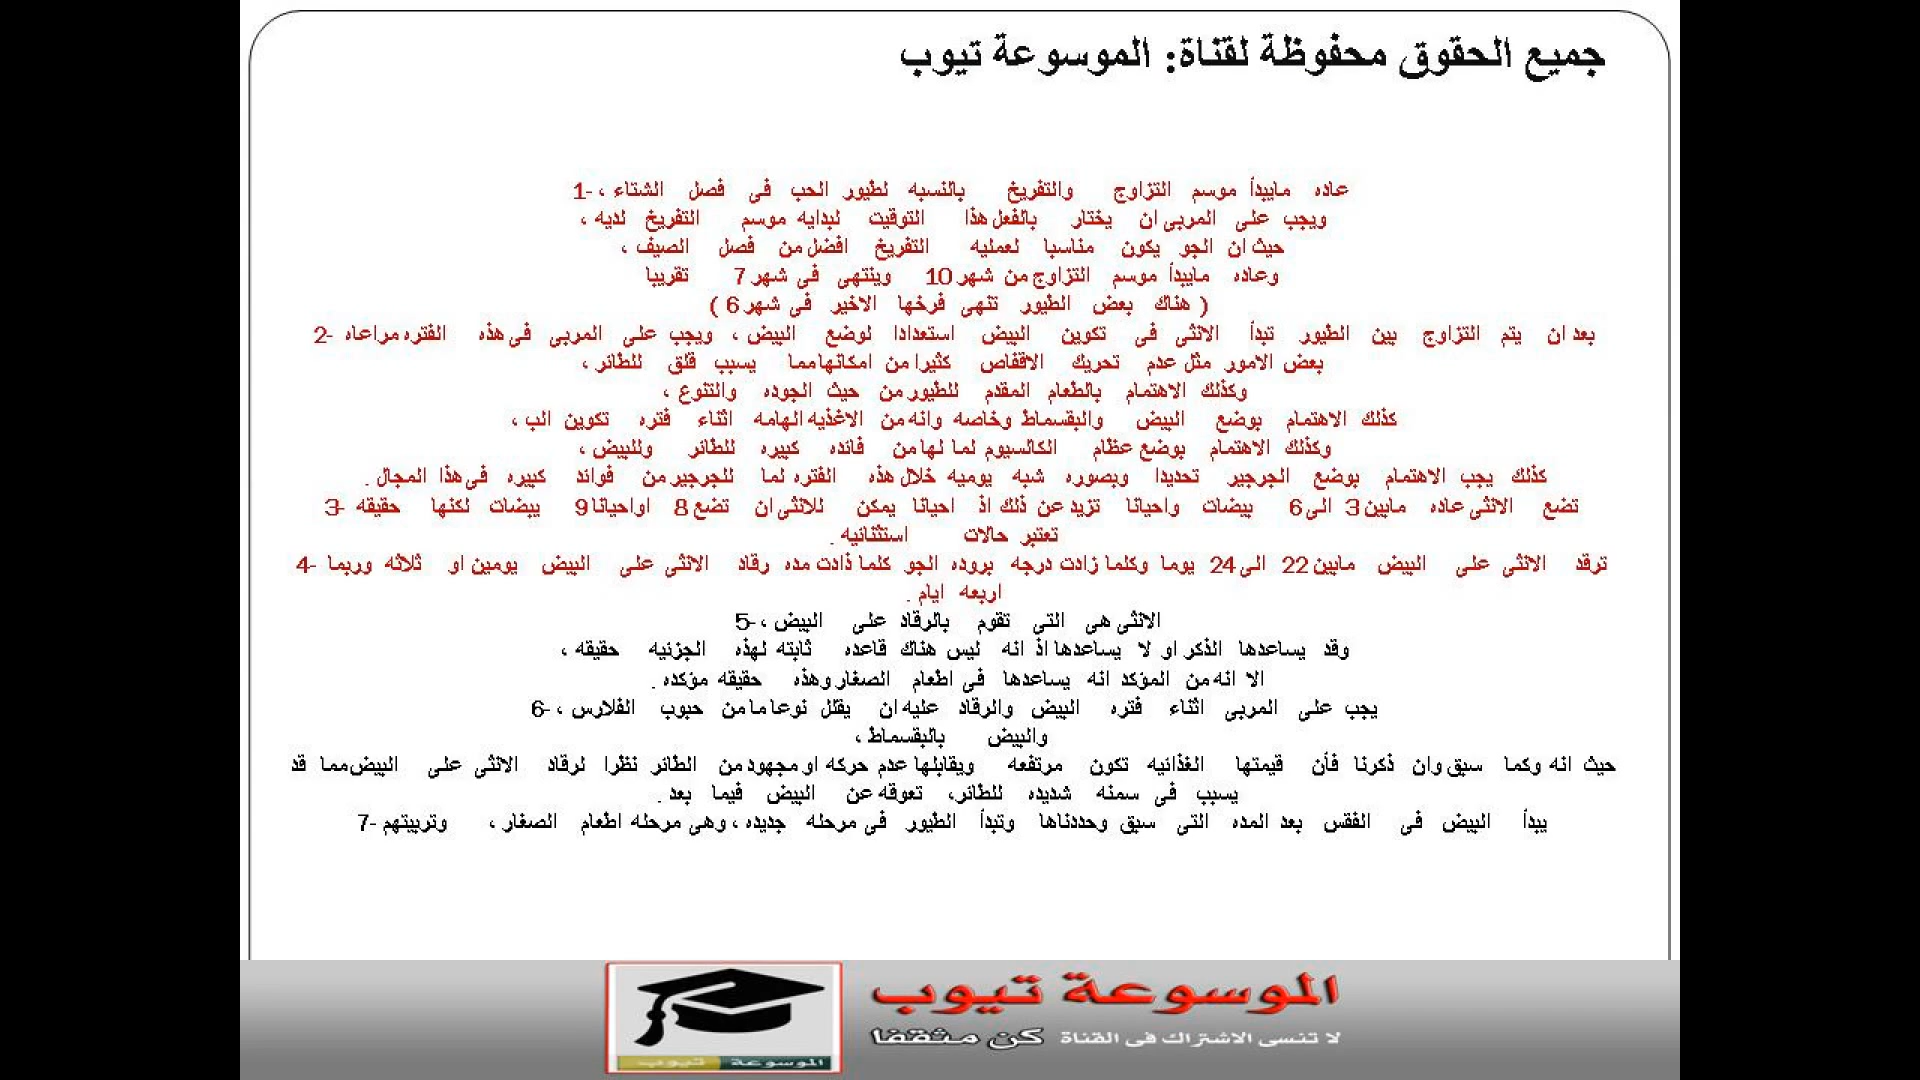 جميع الحقوق محفوظة لقناة: الموسوعة تيوب
عاده مايبدأ موسم التزاوج والتفريخ بالنسبه لطيور الحب فى فصل الشتاء ، -1
ويجب على المربى ان يختار بالفعل هذا التوقيت لبدايه موسم التفريخ لديه ،
حيث ان الجو يكون مناسبا لعمليه التفريخ افضل من فصل الصيف ،
وعاده مايبدأ موسم التزاوج من شهر 10 وينتهى فى شهر 7 تقريبا
( هناك بعض الطيور تنهى فرخها الاخير فى شهر 6 )
بعد ان يتم التزاوج بين الطيور تبدأ الانثى فى تكوين البيض استعدادا لوضع البيض ، ويجب على المربى فى هذه الفتره مراعاه -2
بعض الامور مثل عدم تحريك الاقفاص كثيرا من امكانها مما يسبب قلق للطائر ،
وكذلك الاهتمام بالطعام المقدم للطيور من حيث الجوده والتنوع ،
كذلك الاهتمام بوضع البيض والبقسماط وخاصه وانه من الاغذيه الهامه اثناء فتره تكوين الب ،
وكذلك الاهتمام بوضع عظام الكالسيوم لما لها من فائده كبيره للطائر وللبيض ،
كذلك يجب الاهتمام بوضع الجرجير تحديدا وبصوره شبه يوميه خلال هذه الفتره لما للجرجير من فوائد كبيره فى هذا المجال .
تضع الانثى عاده مابين 3 الى 6 بيضات واحيانا تزيد عن ذلك اذ احيانا يمكن للانثى ان تضع 8 او احيانا 9 بيضات لكنها حقيقه -3
تعتبر حالات استثنائيه .
ترقد الانثى على البيض مابين 22 الى 24 يوما وكلما زادت درجه بروده الجو كلما ذادت مده رقاد الانثى على البيض يومين او ثلاثه وربما -4
اربعه ايام .
الانثى هى التى تقوم بالرقاد على البيض ، -5
وقد يساعدها الذكر او لا يساعدها اذ انه ليس هناك قاعده ثابته لهذه الجزئيه حقيقه ،
الا انه من المؤكد انه يساعدها فى اطعام الصغار وهذه حقيقه مؤكده .
يجب على المربى اثناء فتره البيض والرقاد عليه ان يقلل نوعا ما من حبوب الفلارس ، -6
والبيض بالبقسماط ،
حيث انه وكما سبق وان ذكرنا فأن قيمتها الغذائيه تكون مرتفعه ويقابلها عدم حركه او مجهود من الطائر نظرا لرقاد الانثى على البيض مما قد
يسبب فى سمنه شديده للطائر، تعوقه عن البيض فيما بعد .
يبدأ البيض فى الفقس بعد المده التى سبق وحددناها وتبدأ الطيور فى مرحله جديده ، وهى مرحله اطعام الصغار ، وتربيتهم -7
الموسوعة تيوب
لا تنسى الاشتراك فى القناة كن مثقفا
الموسوعة تيوب